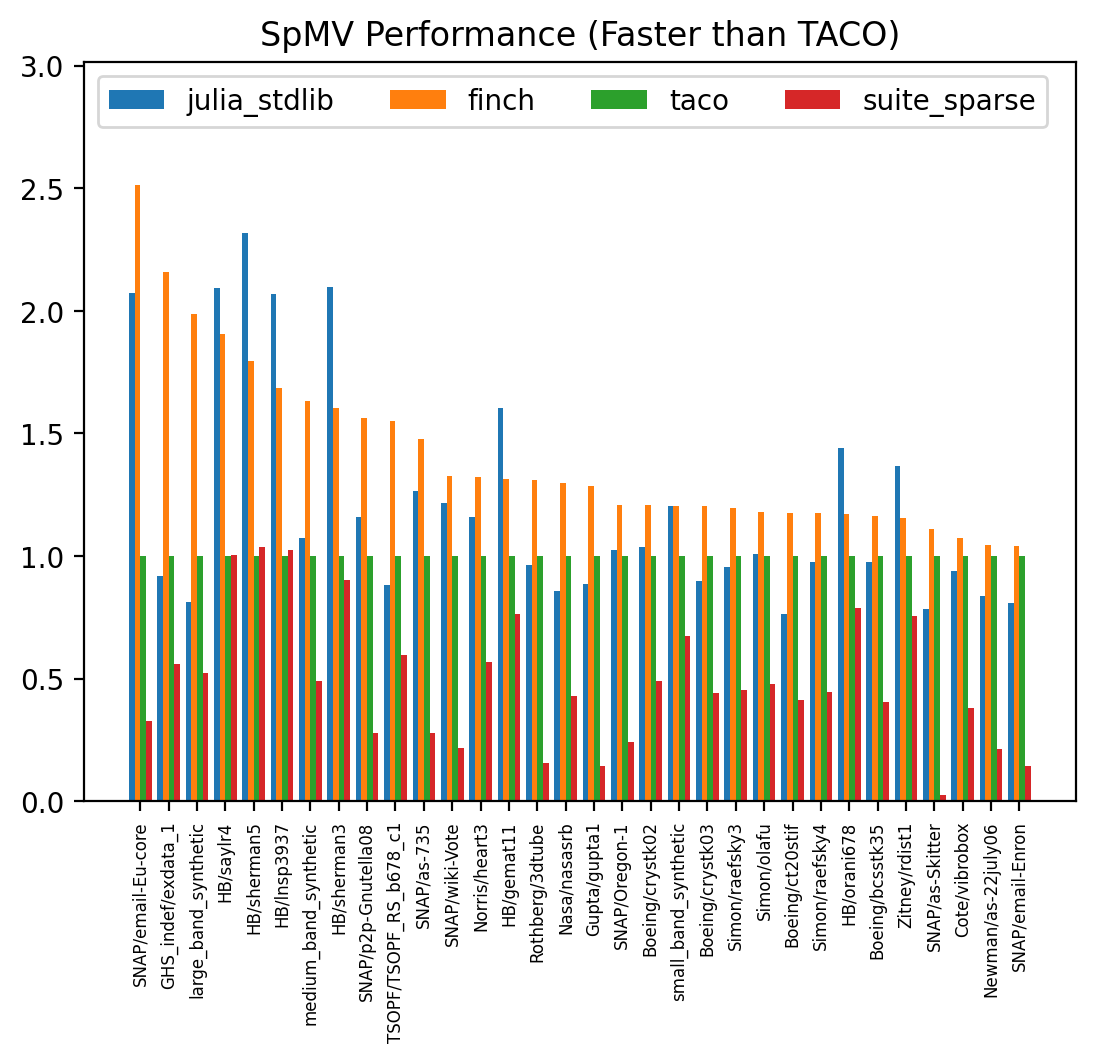 SpMV Performance (Faster than TACO)
julia_stdlib finch taco suite_sparse
3.0
2.5
2.0
1.5
1.0
0.5
0.0
SNAP/email-Eu-core
GHS_indef/exdata_1
large_band_synthetic
HB/saylr4
HB/sherman5
HB/lnsp3937
medium_band_synthetic
HB/sherman3
SNAP/p2p-Gnutella08
TSOPF/TSOPF_RS_b678_c1
SNAP/as-735
SNAP/wiki-Vote
Norris/heart3
HB/gemat11
Rothberg/3dtube
Nasa/nasasrb
Gupta/gupta1
SNAP/Oregon-1
Boeing/crystk02
small_band_synthetic
Boeing/crystk03
Simon/raefsky3
Simon/olafu
Boeing/ct20stif
Simon/raefsky4
HB/orani678
Boeing/bcsstk35
Zitney/rdist1
SNAP/as-Skitter
Cote/vibrobox
Newman/as-22july06
SNAP/email-Enron